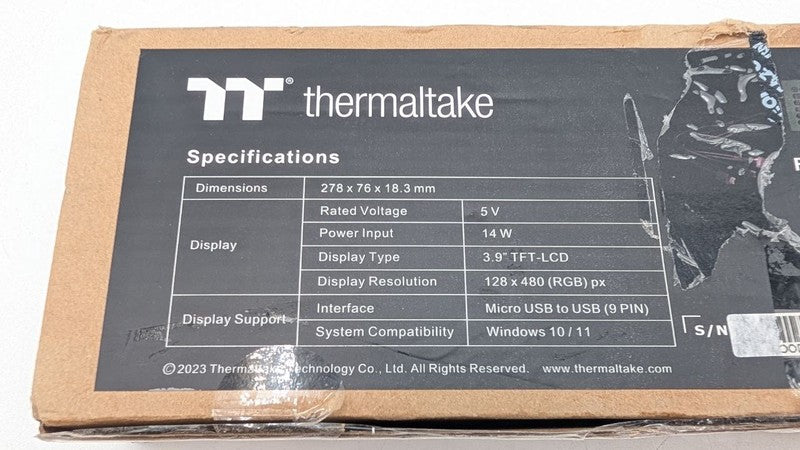 thermaltake®
Specifications
Dimensions 278 x 76 x 18.3 mm
Display
Rated Voltage 5 V
Power Input 14 W
Display Type 3.9" TFT-LCD
Display Resolution 128 x 480 (RGB) px
Display Support
Interface Micro USB to USB (9 PIN)
System Compatibility Windows 10 / 11
S/N
©2023 Thermaltake Technology Co., Ltd. All Rights Reserved. www.thermaltake.com